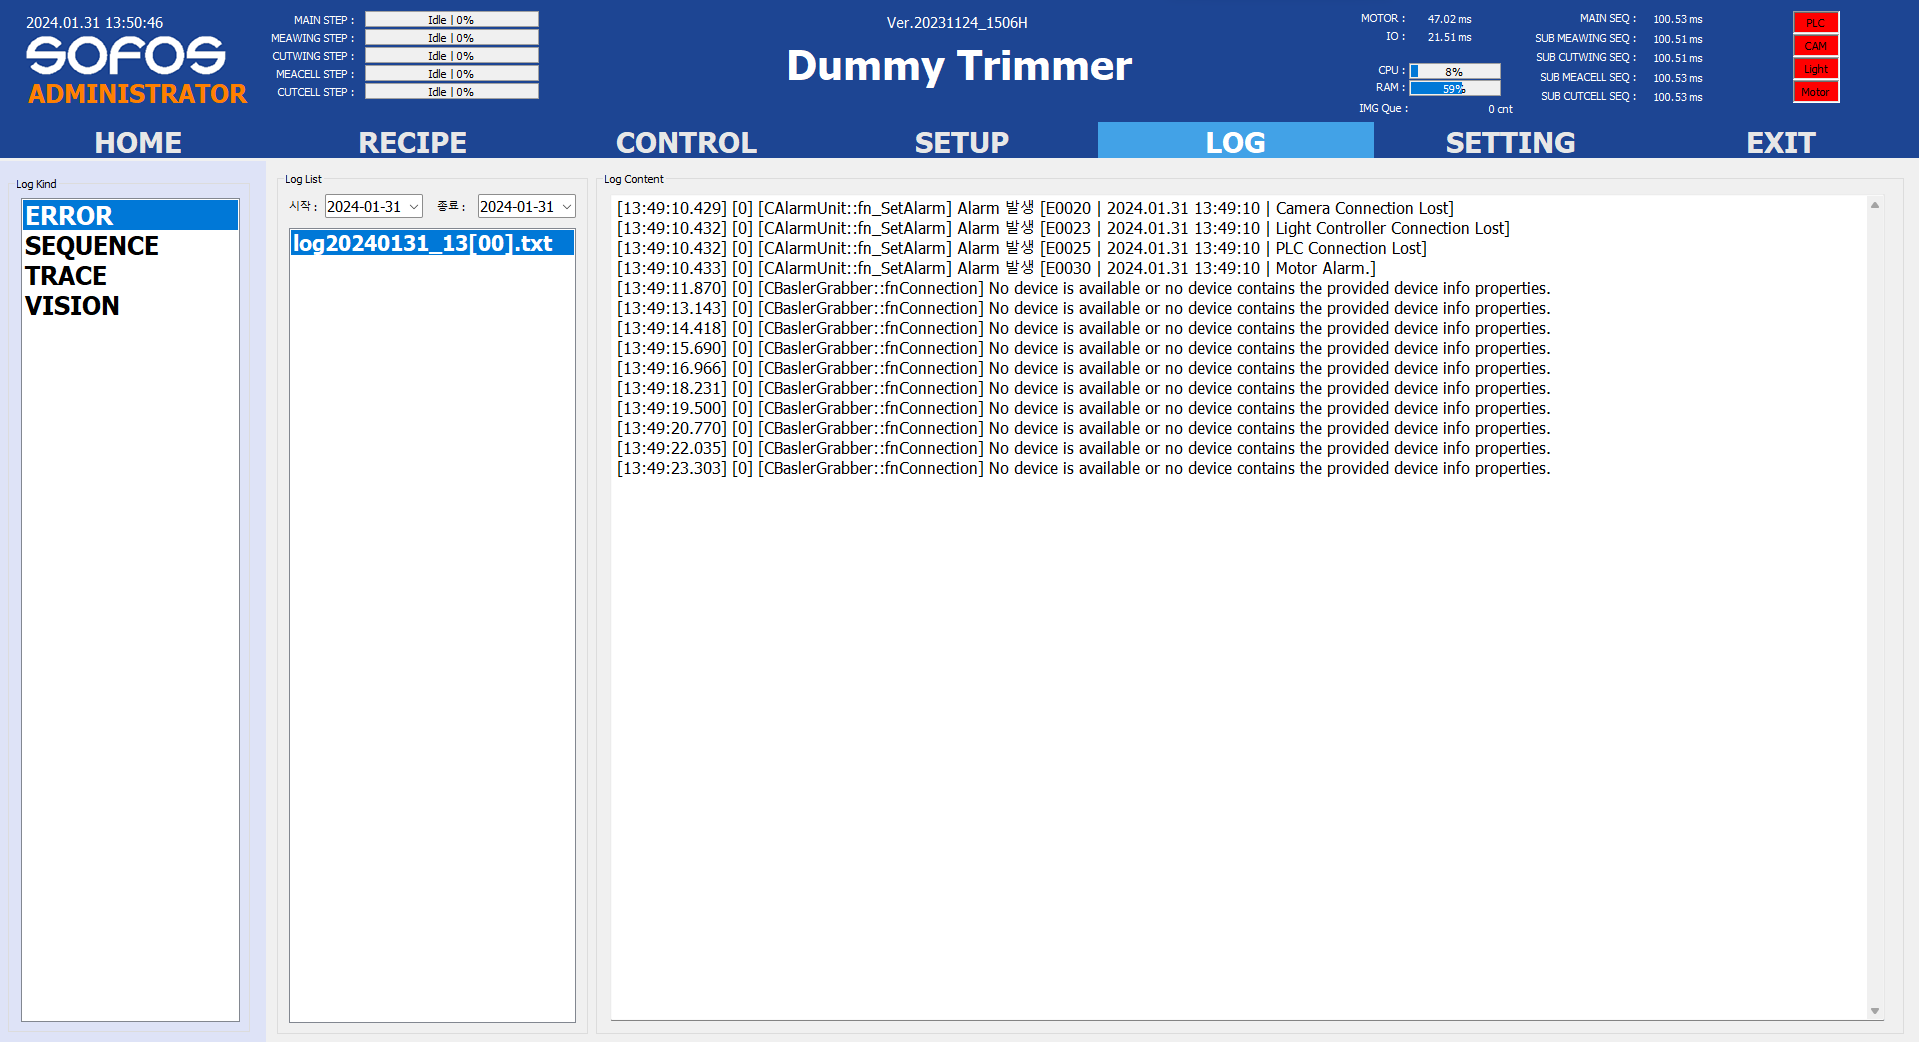 2024.01.31 13:50:46
SOFOS
ADMINISTRATOR
MAIN STEP : Idle | 0%
MEAWING STEP : Idle | 0%
CUTWING STEP : Idle | 0%
MEACELL STEP : Idle | 0%
CUTCELL STEP : Idle | 0%
Ver.20231124_1506H
Dummy Trimmer
MOTOR : 47.02 ms
IO : 21.51 ms
CPU : 8%
RAM : 59%
IMG Que : 0 cnt
MAIN SEQ : 100.53 ms
SUB MEAWING SEQ : 100.51 ms
SUB CUTWING SEQ : 100.51 ms
SUB MEACELL SEQ : 100.53 ms
SUB CUTCELL SEQ : 100.53 ms
PLC
CAM
Light
Motor
HOME RECIPE CONTROL SETUP LOG SETTING EXIT
Log Kind
ERROR
SEQUENCE
TRACE
VISION
Log List
시작 : 2024-01-31 종료 : 2024-01-31
log20240131_13[00].txt
Log Content
[13:49:10.429] [0] [CAlarmUnit::fn_SetAlarm] Alarm 발생 [E0020 | 2024.01.31 13:49:10 | Camera Connection Lost]
[13:49:10.432] [0] [CAlarmUnit::fn_SetAlarm] Alarm 발생 [E0023 | 2024.01.31 13:49:10 | Light Controller Connection Lost]
[13:49:10.432] [0] [CAlarmUnit::fn_SetAlarm] Alarm 발생 [E0025 | 2024.01.31 13:49:10 | PLC Connection Lost]
[13:49:10.433] [0] [CAlarmUnit::fn_SetAlarm] Alarm 발생 [E0030 | 2024.01.31 13:49:10 | Motor Alarm.]
[13:49:11.870] [0] [CBaslerGrabber::fnConnection] No device is available or no device contains the provided device info properties.
[13:49:13.143] [0] [CBaslerGrabber::fnConnection] No device is available or no device contains the provided device info properties.
[13:49:14.418] [0] [CBaslerGrabber::fnConnection] No device is available or no device contains the provided device info properties.
[13:49:15.690] [0] [CBaslerGrabber::fnConnection] No device is available or no device contains the provided device info properties.
[13:49:16.966] [0] [CBaslerGrabber::fnConnection] No device is available or no device contains the provided device info properties.
[13:49:18.231] [0] [CBaslerGrabber::fnConnection] No device is available or no device contains the provided device info properties.
[13:49:19.500] [0] [CBaslerGrabber::fnConnection] No device is available or no device contains the provided device info properties.
[13:49:20.770] [0] [CBaslerGrabber::fnConnection] No device is available or no device contains the provided device info properties.
[13:49:22.035] [0] [CBaslerGrabber::fnConnection] No device is available or no device contains the provided device info properties.
[13:49:23.303] [0] [CBaslerGrabber::fnConnection] No device is available or no device contains the provided device info properties.